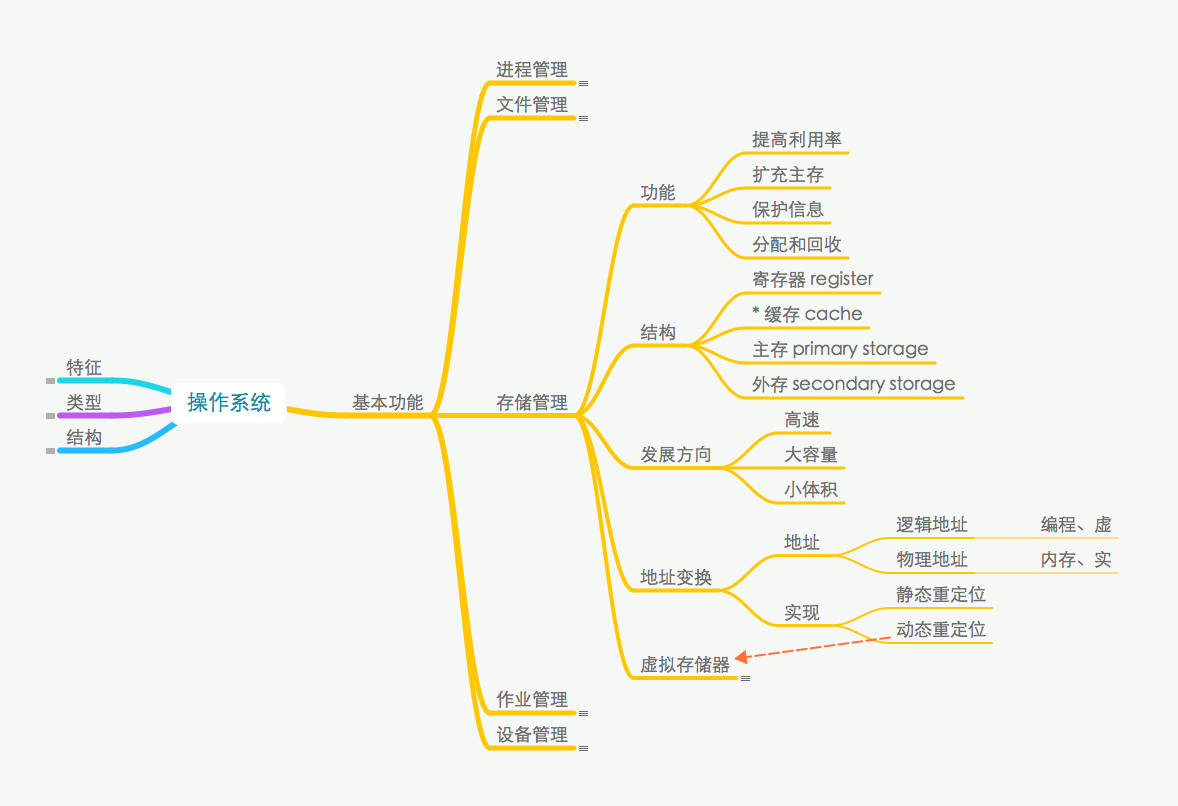 操作系统
特征
类型
结构
基本功能
进程管理
文件管理
存储管理
功能
提高利用率
扩充主存
保护信息
分配和回收
结构
寄存器 register
* 缓存 cache
主存 primary storage
外存 secondary storage
发展方向
高速
大容量
小体积
地址变换
地址
逻辑地址
编程、虚
物理地址
内存、实
实现
静态重定位
动态重定位
虚拟存储器
作业管理
设备管理